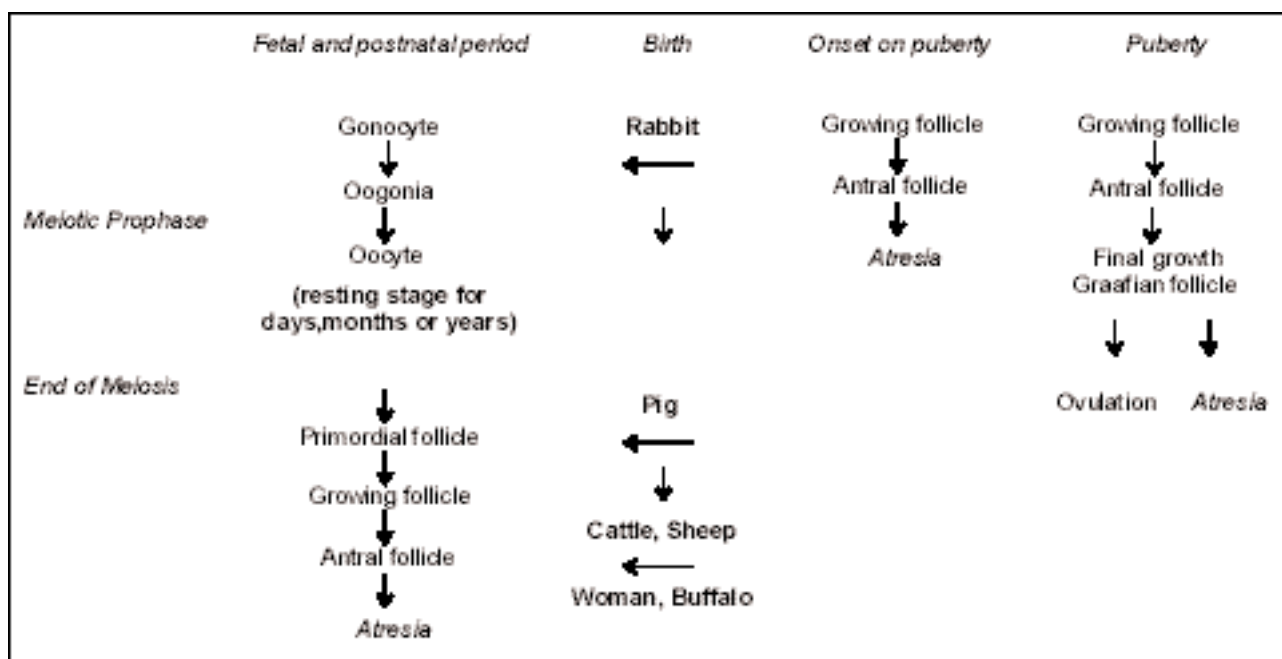 Fetal and postnatal period
Birth
Onset on puberty
Puberty
Gonocyte
Rabbit
Growing follicle
Growing follicle
Oogonia
Antral follicle
Antral follicle
Meiotic Prophase
Oocyte
Atresia
Final growth
Graafian follicle
(resting stage for
days,months or years)
End of Meiosis
Pig
Ovulation
Atresia
Primordial follicle
Growing follicle
Cattle, Sheep
Antral follicle
Woman, Buffalo
Atresia